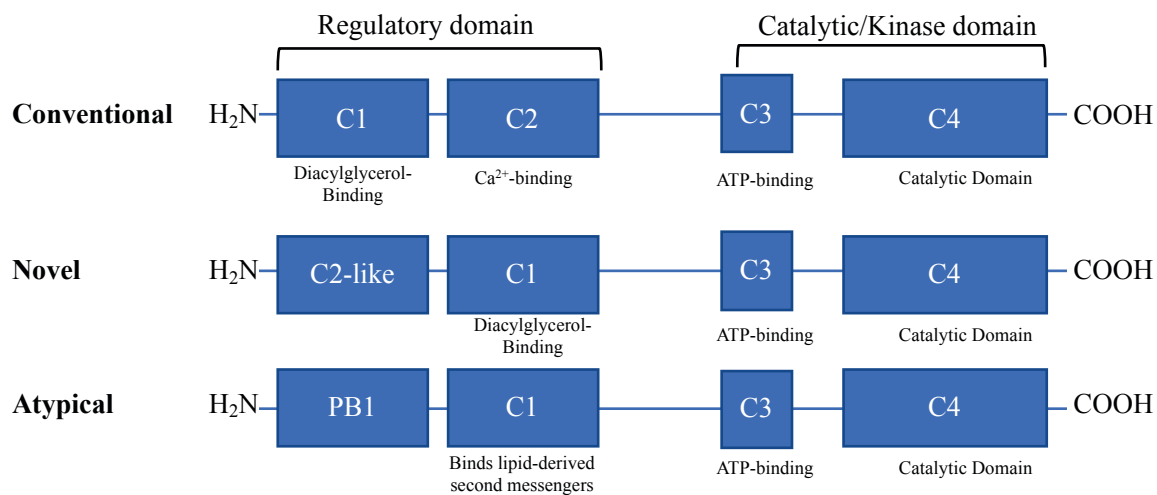 Regulatory domain
Catalytic/Kinase domain
Conventional
H₂N
C1
C2
C3
C4
COOH
Diacylglycerol-
Binding
Ca²⁺-binding
ATP-binding
Catalytic Domain
Novel
H₂N
C2-like
C1
C3
C4
COOH
Diacylglycerol-
Binding
ATP-binding
Catalytic Domain
Atypical
H₂N
PB1
C1
C3
C4
COOH
Binds lipid-derived
second messengers
ATP-binding
Catalytic Domain